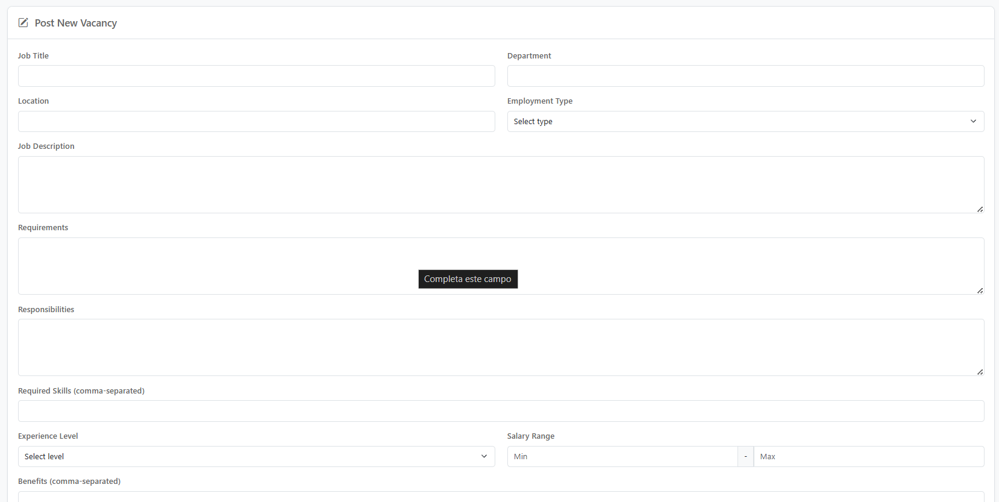 Post New Vacancy
Job Title
Department
Location
Employment Type
Select type
Job Description
Requirements
Completa este campo
Responsibilities
Required Skills (comma-separated)
Experience Level
Salary Range
Select level
Min - Max
Benefits (comma-separated)